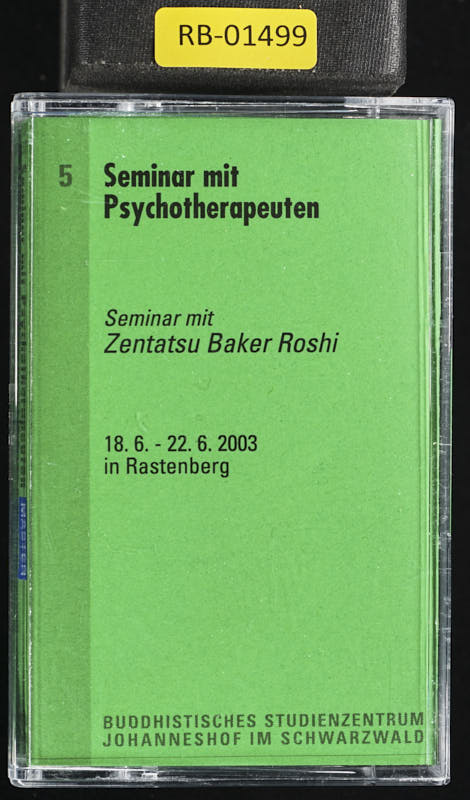 RB-01499
5
Seminar mit
Psychotherapeuten
Seminar mit
Zentatsu Baker Roshi
18. 6. - 22. 6. 2003
in Rastenberg
MASTER
BUDDHISTISCHES STUDIENZENTRUM
JOHANNESHOF IM SCHWARZWALD